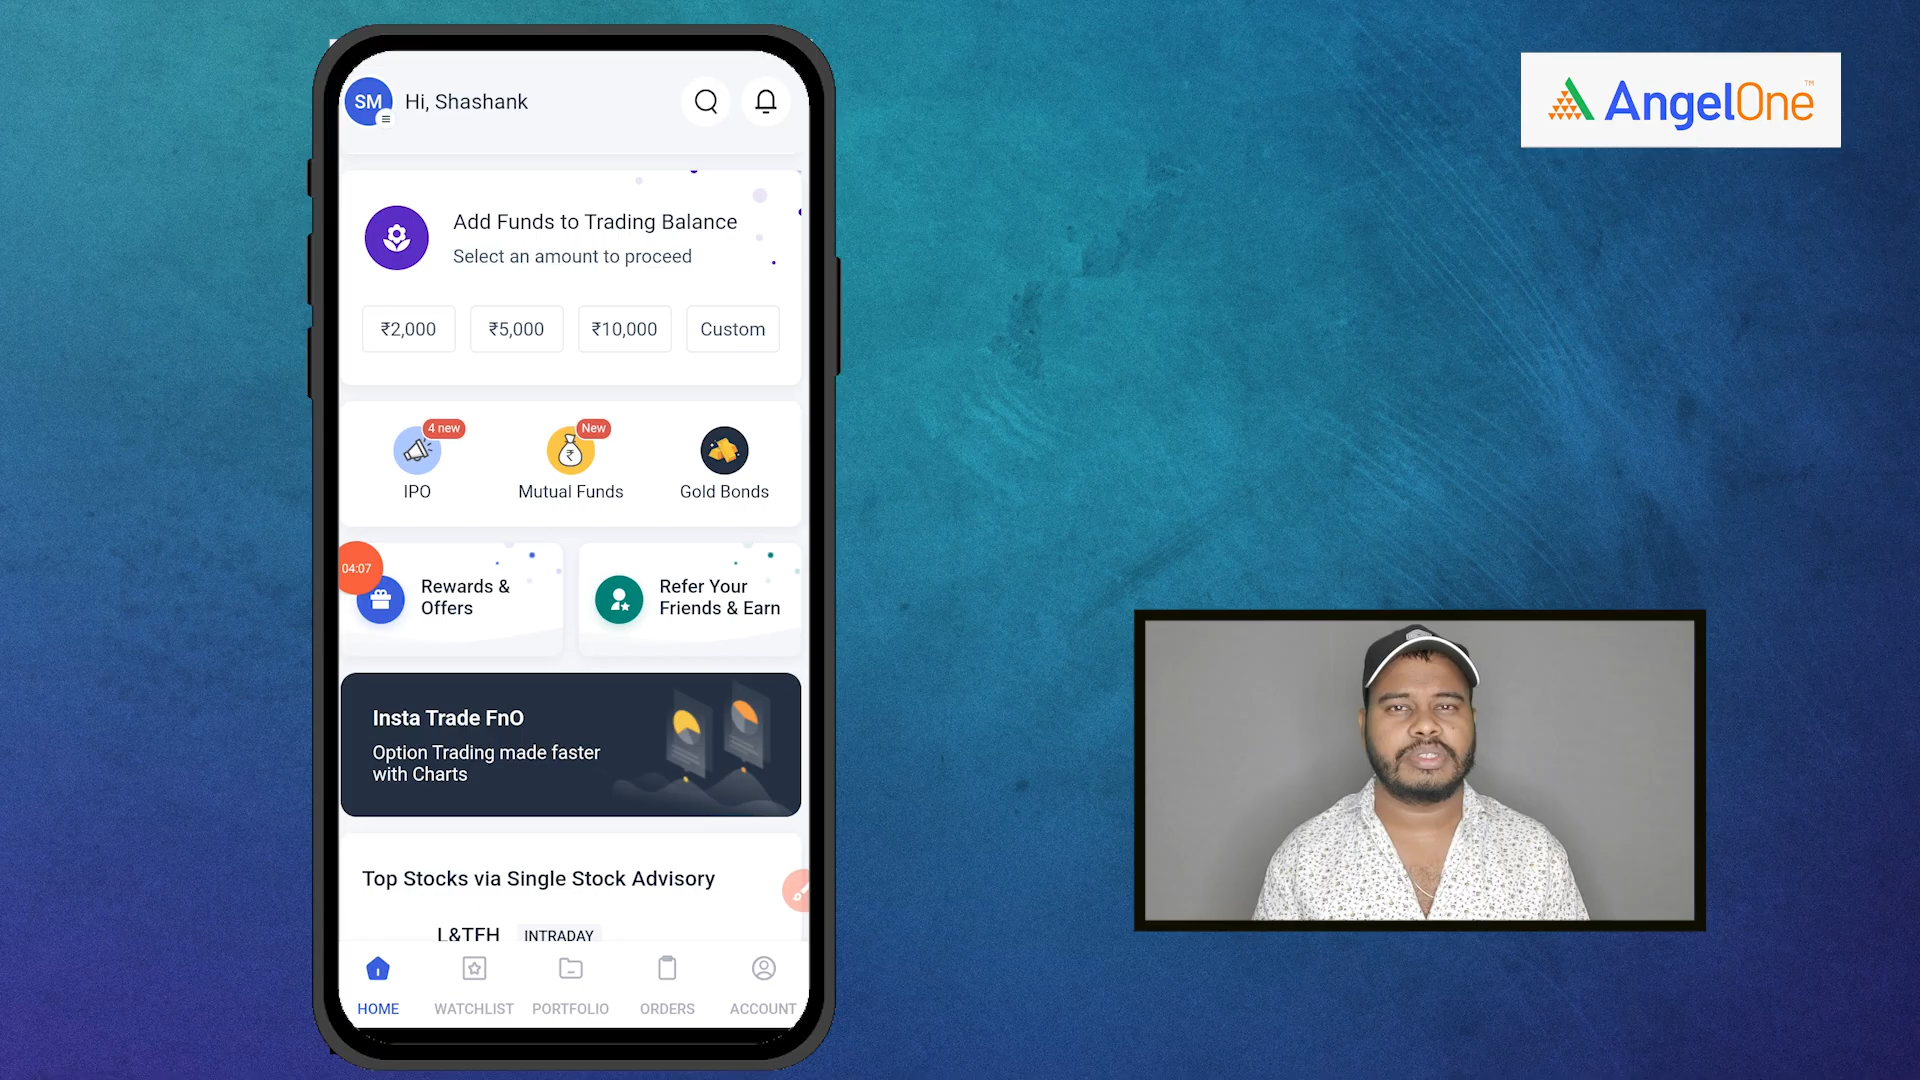 SM
Hi, Shashank
AngelOne™
Add Funds to Trading Balance
Select an amount to proceed
₹2,000
₹5,000
₹10,000
Custom
4 new
New
IPO
Mutual Funds
Gold Bonds
04:07
Rewards &
Offers
Refer Your
Friends & Earn
Insta Trade FnO
Option Trading made faster
with Charts
Top Stocks via Single Stock Advisory
L&TFH
INTRADAY
HOME
WATCHLIST
PORTFOLIO
ORDERS
ACCOUNT